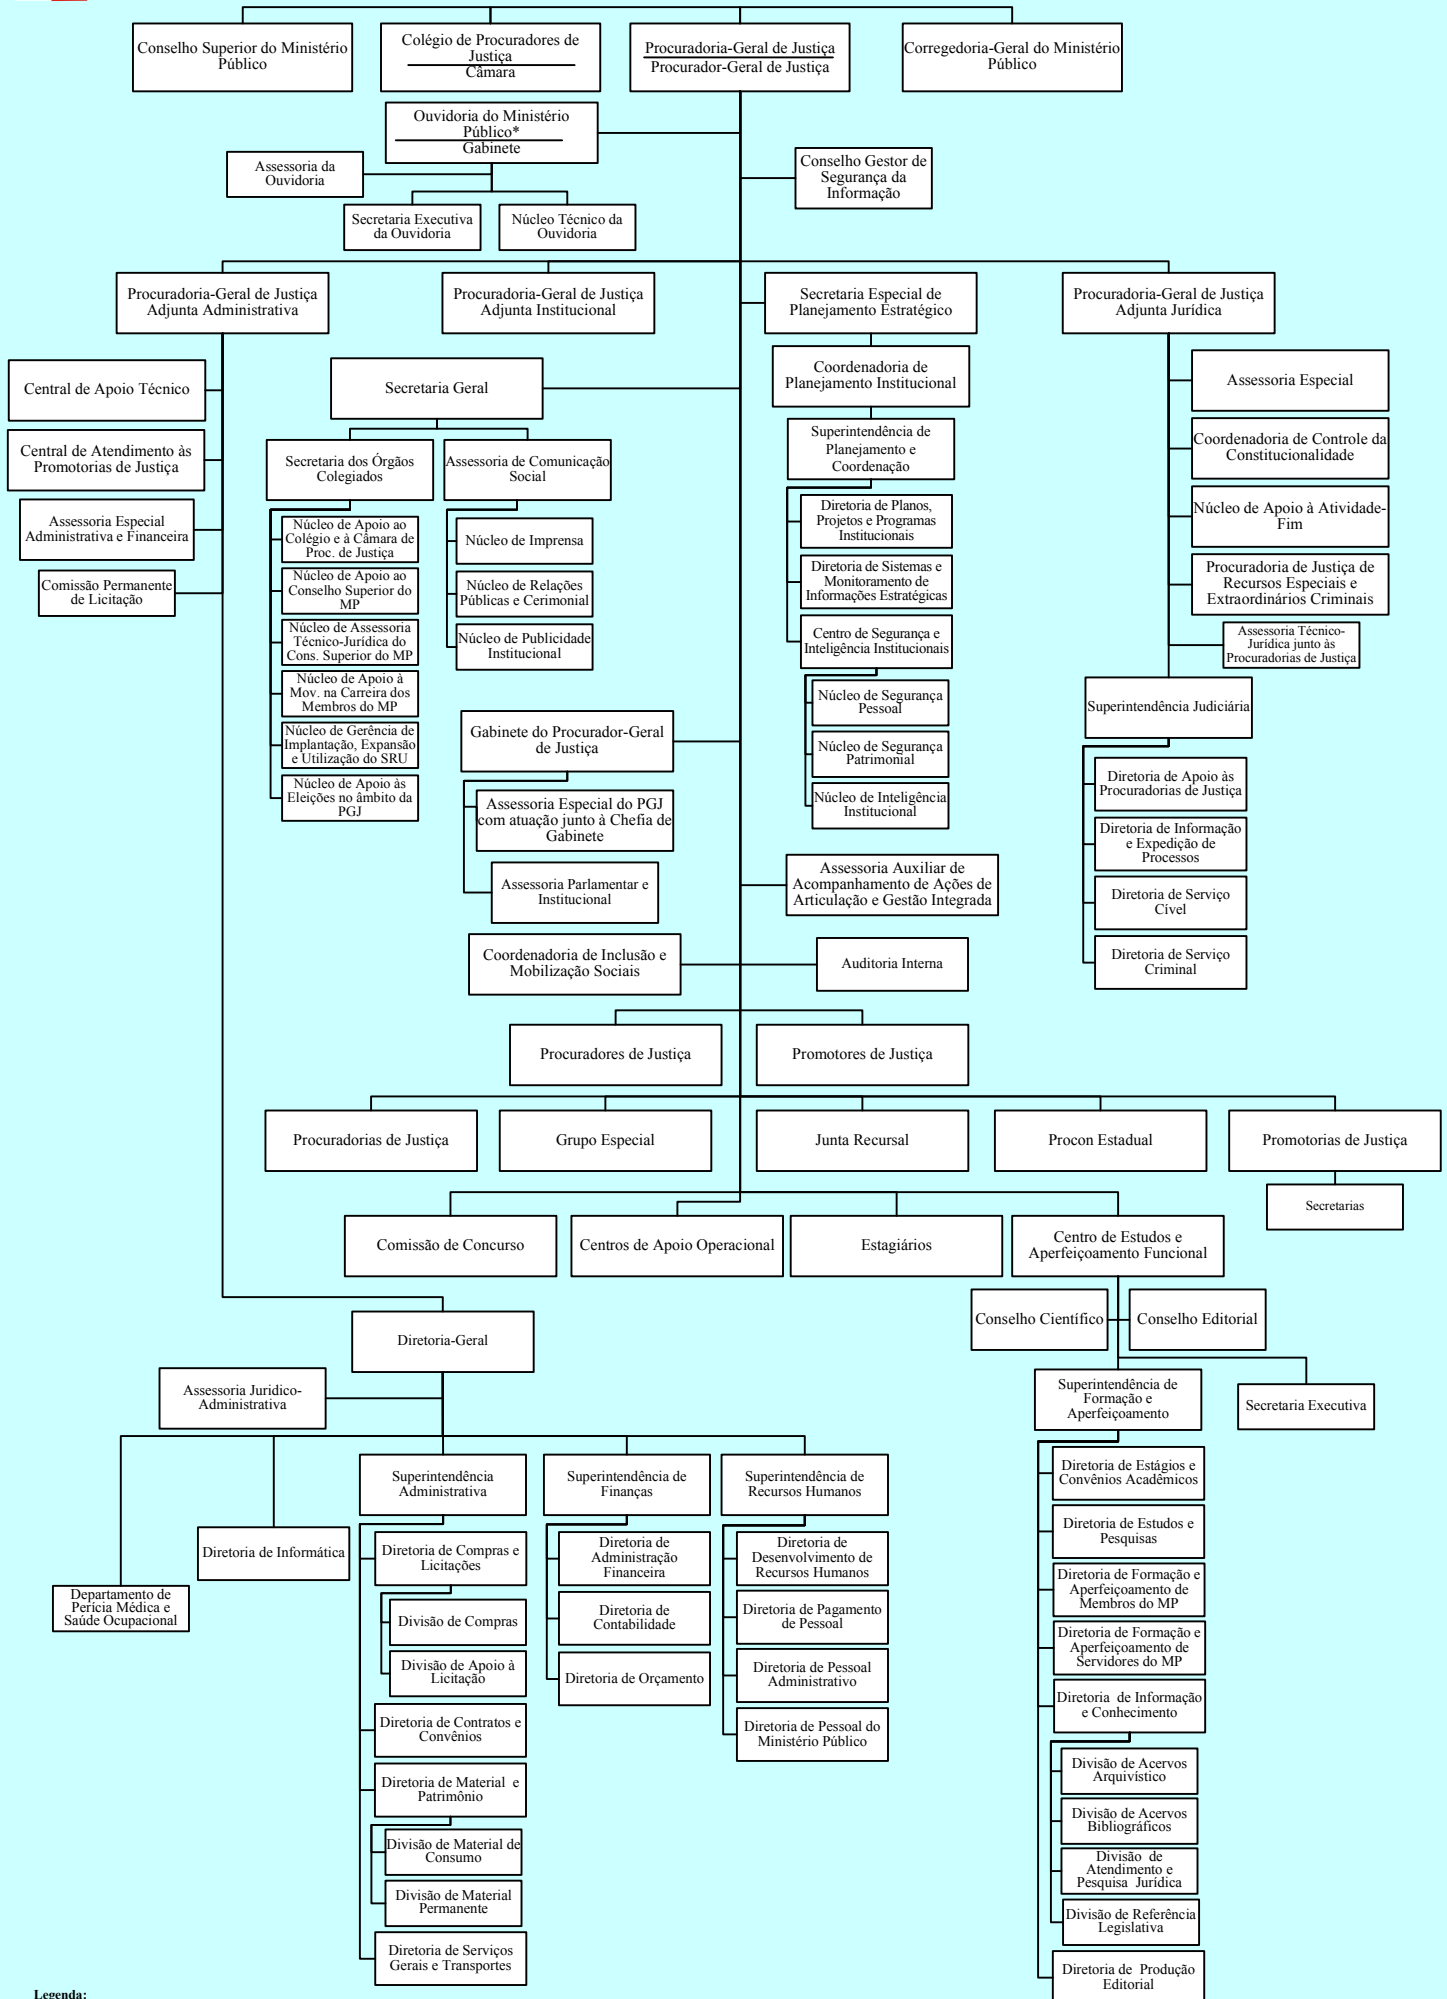 Conselho Superior do Ministério
Público
Colégio de Procuradores de
Justiça
Câmara
Procuradoria-Geral de Justiça
Procurador-Geral de Justiça
Corregedoria-Geral do Ministério
Público
Ouvidoria do Ministério
Público*
Gabinete
Assessoria da
Ouvidoria
Secretaria Executiva
da Ouvidoria
Núcleo Técnico da
Ouvidoria
Conselho Gestor de
Segurança da
Informação
Procuradoria-Geral de Justiça
Adjunta Administrativa
Procuradoria-Geral de Justiça
Adjunta Institucional
Secretaria Especial de
Planejamento Estratégico
Procuradoria-Geral de Justiça
Adjunta Jurídica
Central de Apoio Técnico
Central de Atendimento às
Promotorias de Justiça
Assessoria Especial
Administrativa e Financeira
Comissão Permanente
de Licitação
Secretaria Geral
Secretaria dos Órgãos
Colegiados
Assessoria de Comunicação
Social
Núcleo de Apoio ao
Colégio e à Câmara de
Proc. de Justiça
Núcleo de Apoio ao
Conselho Superior do
MP
Núcleo de Assessoria
Técnico-Jurídica do
Cons. Superior do MP
Núcleo de Apoio à
Mov. na Carreira dos
Membros do MP
Núcleo de Gerência de
Implantação, Expansão
e Utilização do SRU
Núcleo de Apoio às
Eleições no âmbito da
PGJ
Núcleo de Imprensa
Núcleo de Relações
Públicas e Cerimonial
Núcleo de Publicidade
Institucional
Coordenadoria de
Planejamento Institucional
Superintendência de
Planejamento e
Coordenação
Diretoria de Planos,
Projetos e Programas
Institucionais
Diretoria de Sistemas e
Monitoramento de
Informações Estratégicas
Centro de Segurança e
Inteligência Institucionais
Núcleo de Segurança
Pessoal
Núcleo de Segurança
Patrimonial
Núcleo de Inteligência
Institucional
Assessoria Especial
Coordenadoria de Controle da
Constitucionalidade
Núcleo de Apoio à Atividade-
Fim
Procuradoria de Justiça de
Recursos Especiais e
Extraordinários Criminais
Assessoria Técnico-
Jurídica junto às
Procuradorias de Justiça
Superintendência Judiciária
Diretoria de Apoio às
Procuradorias de Justiça
Diretoria de Informação
e Expedição de
Processos
Diretoria de Serviço
Cível
Diretoria de Serviço
Criminal
Gabinete do Procurador-Geral
de Justiça
Assessoria Especial do PGJ
com atuação junto à Chefia de
Gabinete
Assessoria Parlamentar e
Institucional
Assessoria Auxiliar de
Acompanhamento de Ações de
Articulação e Gestão Integrada
Coordenadoria de Inclusão e
Mobilização Sociais
Auditoria Interna
Procuradores de Justiça
Promotores de Justiça
Procuradorias de Justiça
Grupo Especial
Junta Recursal
Procon Estadual
Promotorias de Justiça
Secretarias
Comissão de Concurso
Centros de Apoio Operacional
Estagiários
Centro de Estudos e
Aperfeiçoamento Funcional
Conselho Científico
Conselho Editorial
Diretoria-Geral
Assessoria Juridico-
Administrativa
Superintendência de
Formação e
Aperfeiçoamento
Secretaria Executiva
Departamento de
Perícia Médica e
Saúde Ocupacional
Diretoria de Informática
Superintendência
Administrativa
Diretoria de Compras e
Licitações
Divisão de Compras
Divisão de Apoio à
Licitação
Diretoria de Contratos e
Convênios
Diretoria de Material e
Patrimônio
Divisão de Material de
Consumo
Divisão de Material
Permanente
Diretoria de Serviços
Gerais e Transportes
Superintendência de
Finanças
Diretoria de
Administração
Financeira
Diretoria de
Contabilidade
Diretoria de Orçamento
Superintendência de
Recursos Humanos
Diretoria de
Desenvolvimento de
Recursos Humanos
Diretoria de Pagamento
de Pessoal
Diretoria de Pessoal
Administrativo
Diretoria de Pessoal do
Ministério Público
Diretoria de Estágios e
Convênios Acadêmicos
Diretoria de Estudos e
Pesquisas
Diretoria de Formação e
Aperfeiçoamento de
Membros do MP
Diretoria de Formação e
Aperfeiçoamento de
Servidores do MP
Diretoria de Informação
e Conhecimento
Divisão de Acervos
Arquivístico
Divisão de Acervos
Bibliográficos
Divisão de
Atendimento e
Pesquisa Jurídica
Divisão de Referência
Legislativa
Diretoria de Produção
Editorial
Legenda: